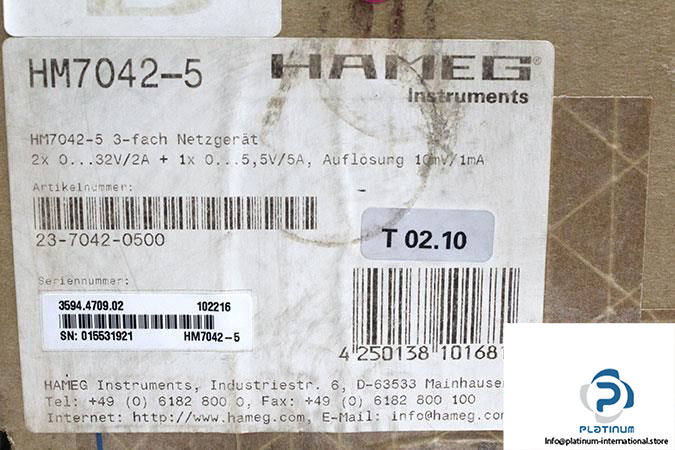 HM7042-5
HAMEG®
Instruments
HM7042-5 3-fach Netzgerät
2x 0...32V/2A + 1x 0...5,5V/5A, Auflösung 10mV/1mA
Artikelnummer:
23-7042-0500
T 02.10
Seriennummer:
3594.4709.02 102216
SN: 015531921 HM7042-5
4 250138 10168
HAMEG Instruments, Industriestr. 6, D-63533 Mainhausen
Tel: +49 (0) 6182 800 0, Fax: +49 (0) 6182 800 100
Internet: http://www.hameg.com, E-Mail: info@hameg.com
PLATINUM
Info@platinum-international.store